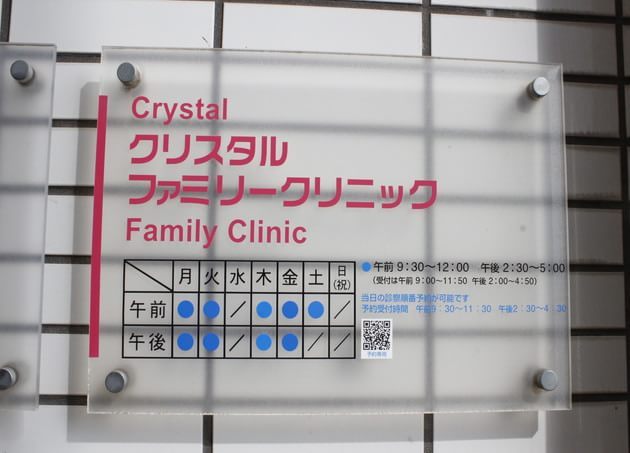 Crystal
クリスタル
ファミリークリニック
Family Clinic
月 火 水 木 金 土 日(祝)
午前 ● ● ／ ● ● ● ／
午後 ● ● ／ ● ● ／ ／
●午前 9：30～12：00 午後 2：30～5：00
(受付は午前 9：00～11：50 午後 2：00～4：50)
当日の診察順番予約が可能です
予約受付時間 午前9：30～11：30 午後2：30～4：30
予約専用